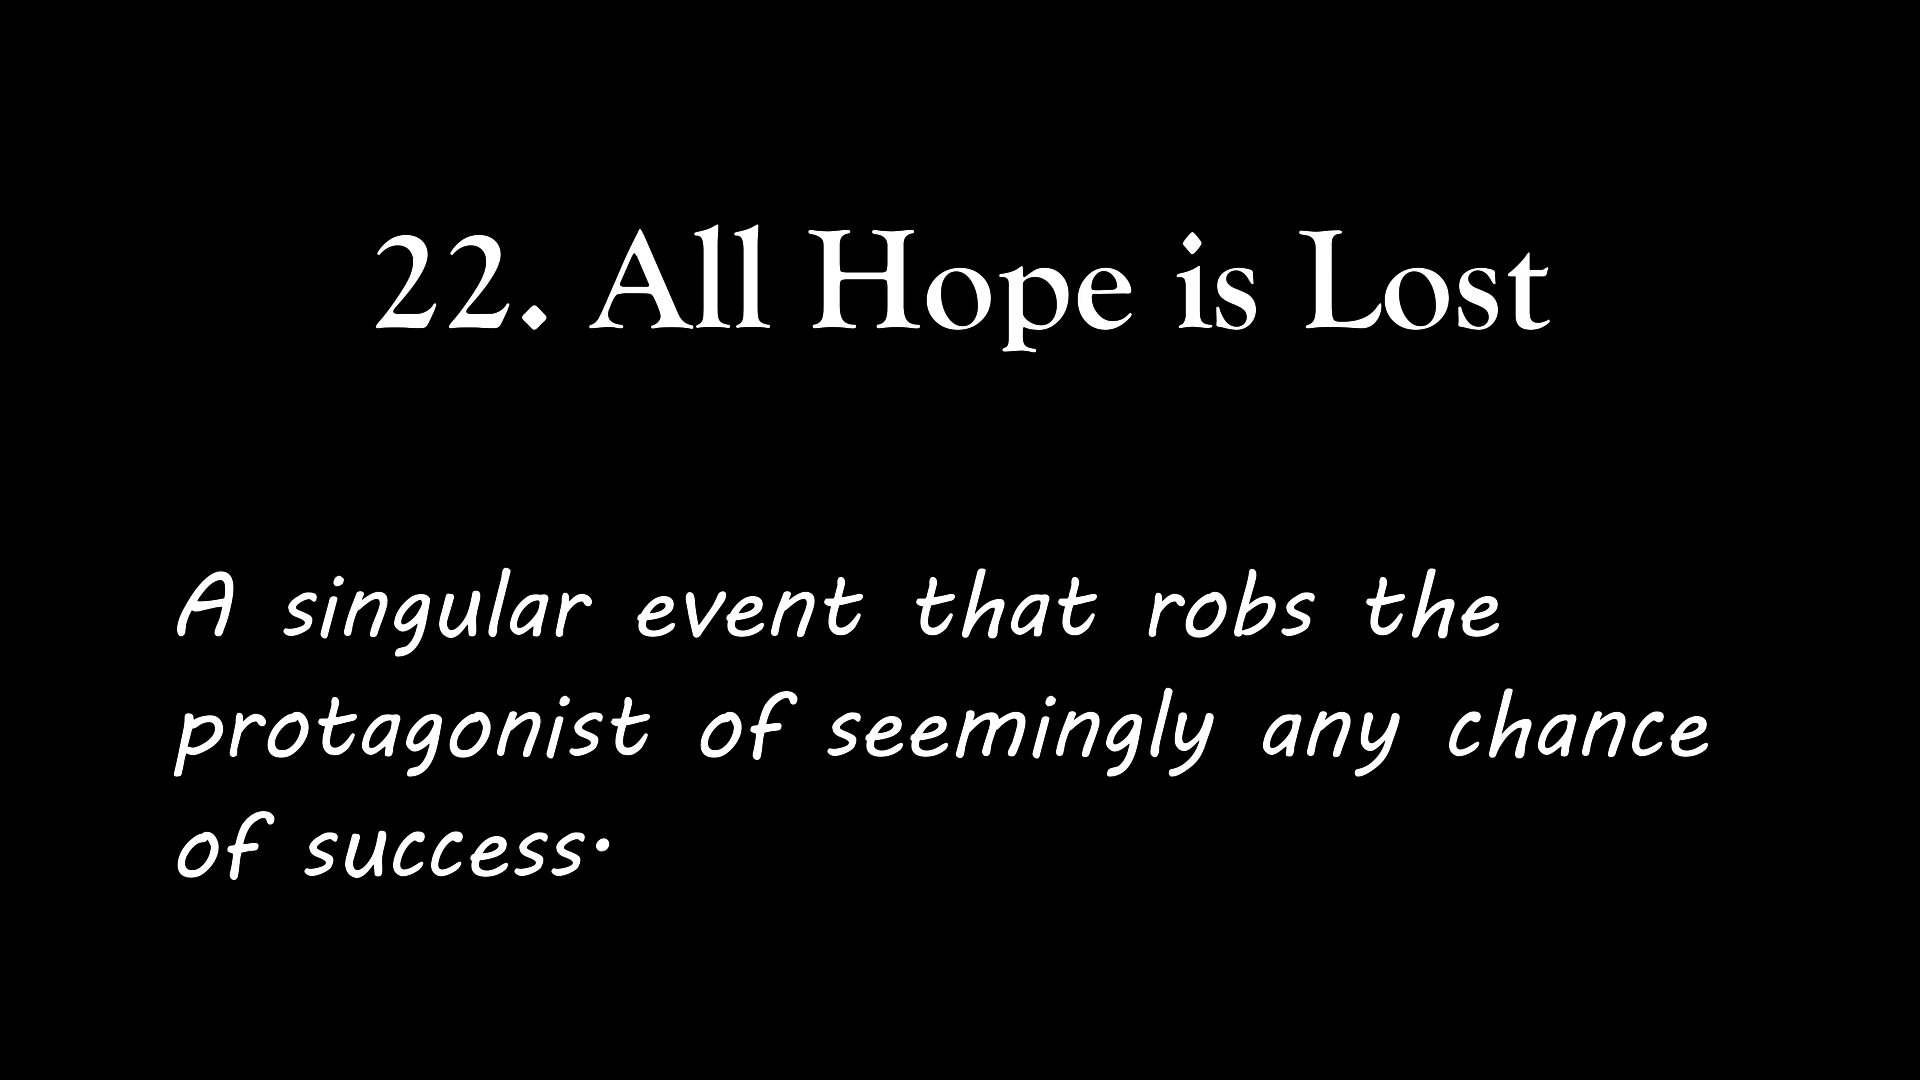 22. All Hope is Lost
A singular event that robs the
protagonist of seemingly any chance
of success.